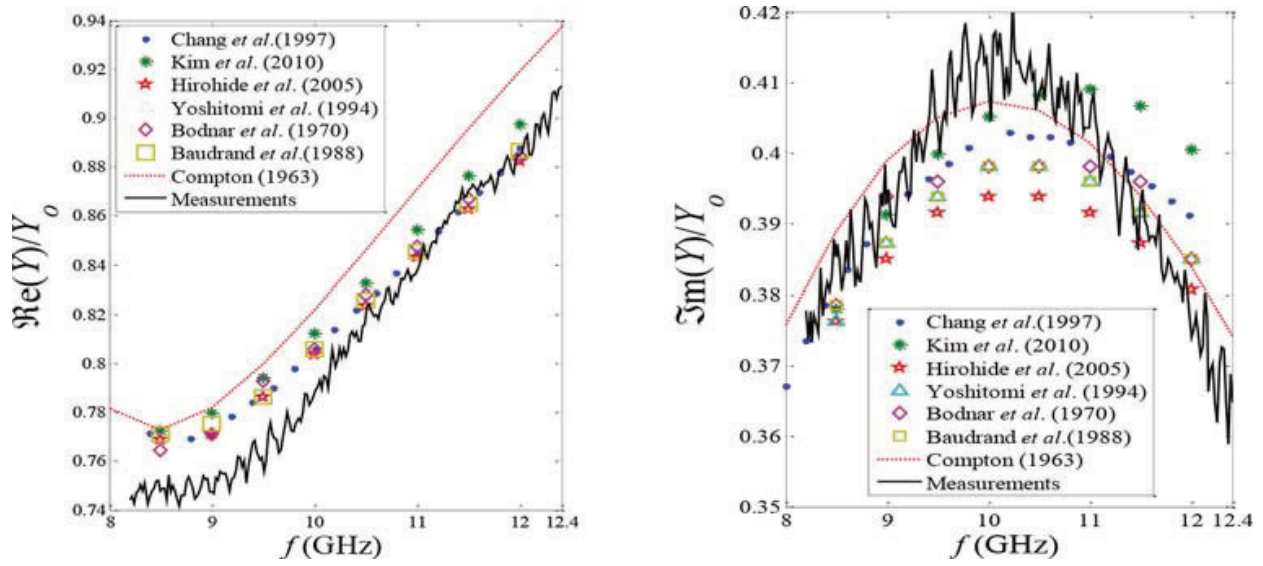 0.94
0.92
0.9
0.88
0.86
0.84
0.82
0.8
0.78
0.76
0.74
ℜe(Y)/Yo
Chang et al.(1997)
Kim et al. (2010)
Hirohide et al. (2005)
Yoshitomi et al. (1994)
Bodnar et al. (1970)
Baudrand et al.(1988)
Compton (1963)
Measurements
8 9 10 11 12 12.4
f (GHz)
0.42
0.41
0.4
0.39
0.38
0.37
0.36
0.35
ℑm(Y)/Yo
Chang et al.(1997)
Kim et al. (2010)
Hirohide et al. (2005)
Yoshitomi et al. (1994)
Bodnar et al. (1970)
Baudrand et al.(1988)
Compton (1963)
Measurements
8 9 10 11 12 12.4
f (GHz)